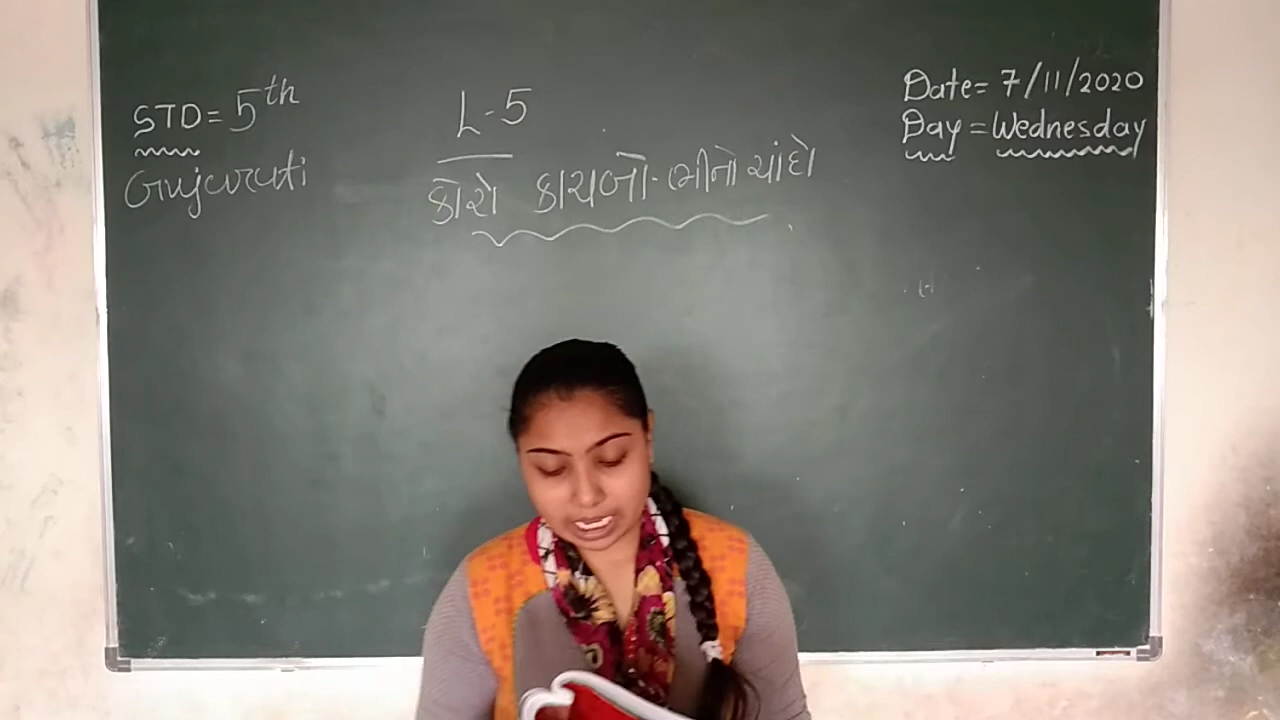 STD = 5th
Gujarati
L-5
કોરો કાચબો-ભીનો ચાંદો
Date= 7/11/2020
Day = Wednesday